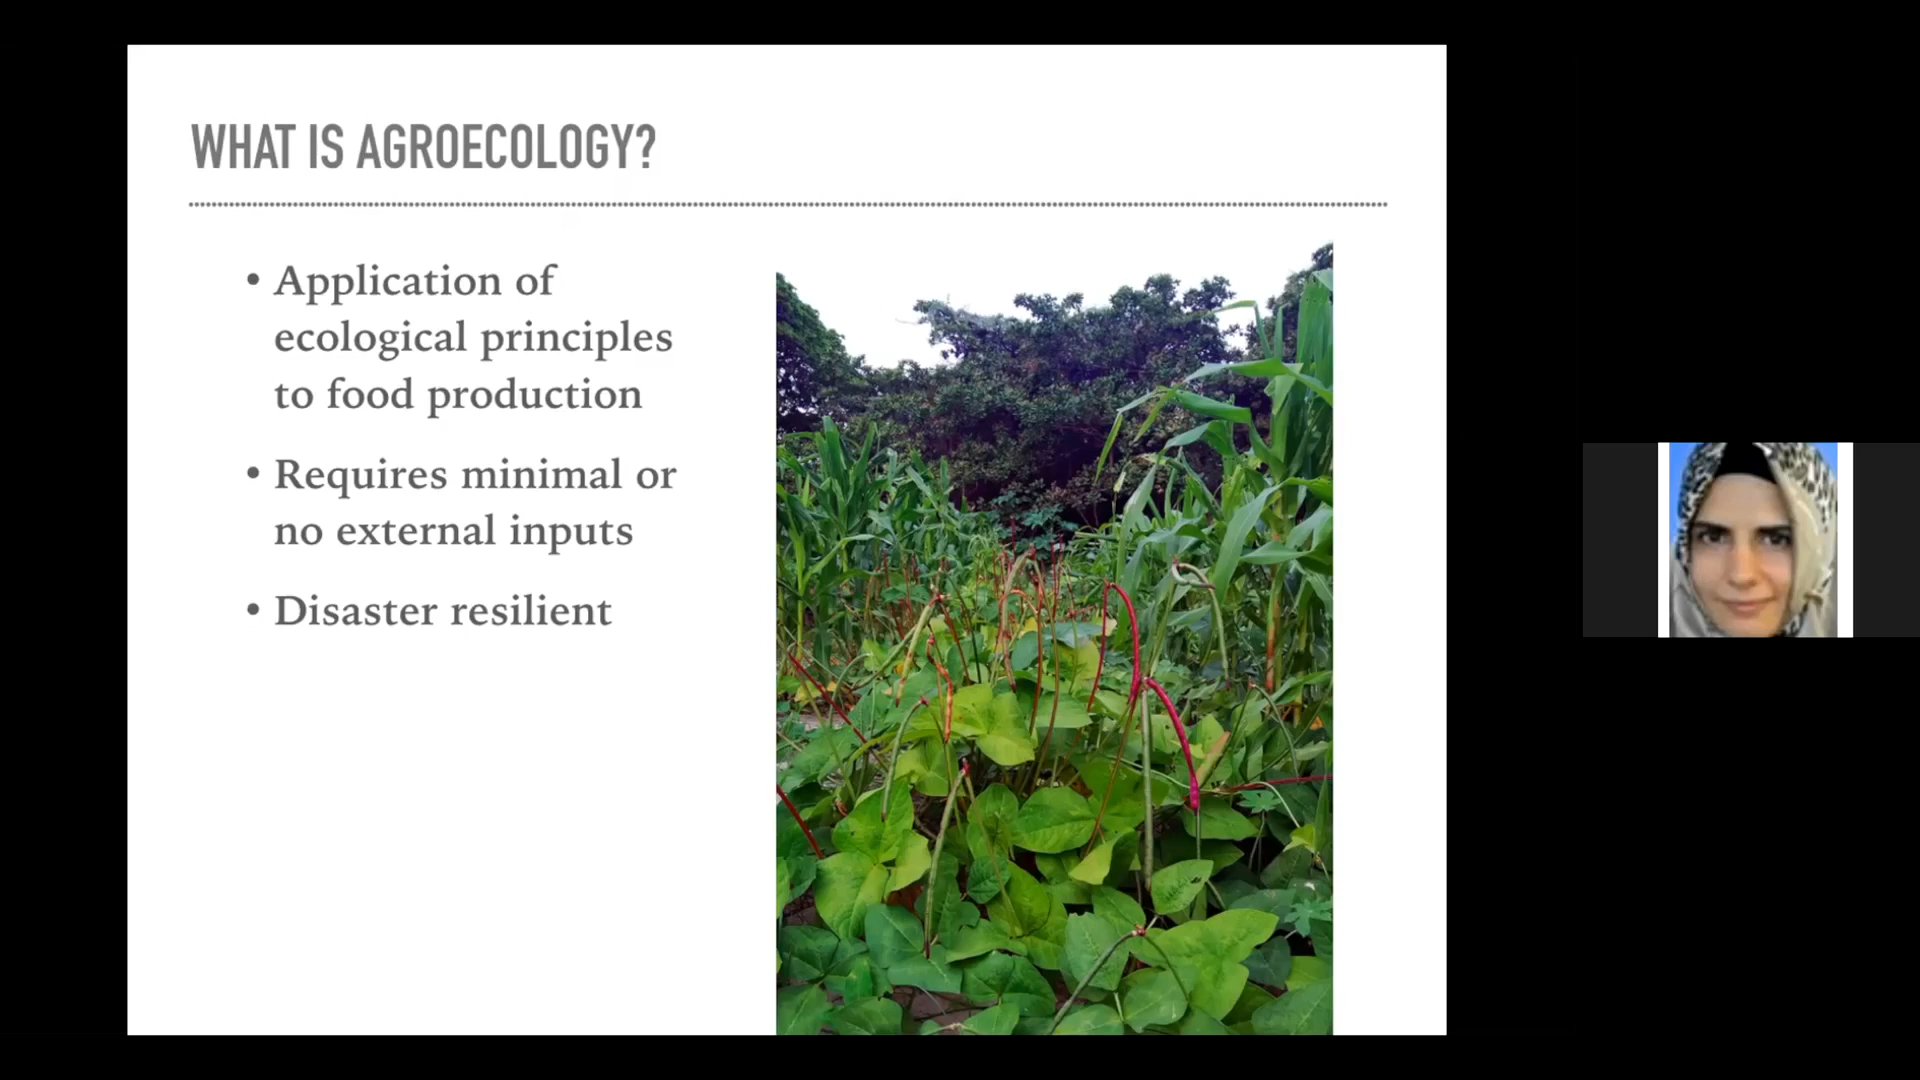 WHAT IS AGROECOLOGY?
• Application of
ecological principles
to food production
• Requires minimal or
no external inputs
• Disaster resilient